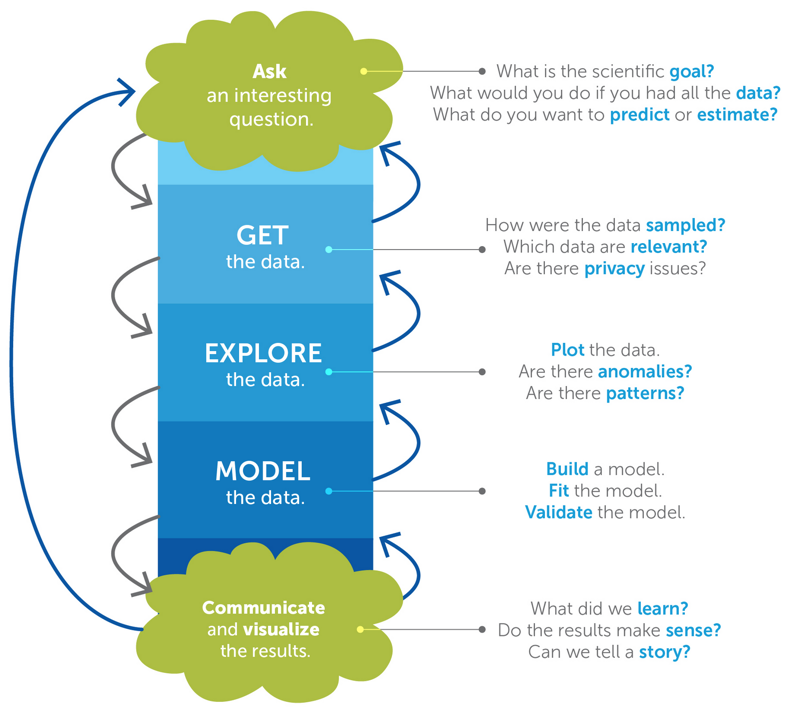 Ask
an interesting
question.
What is the scientific goal?
What would you do if you had all the data?
What do you want to predict or estimate?
GET
the data.
How were the data sampled?
Which data are relevant?
Are there privacy issues?
EXPLORE
the data.
Plot the data.
Are there anomalies?
Are there patterns?
MODEL
the data.
Build a model.
Fit the model.
Validate the model.
Communicate
and visualize
the results.
What did we learn?
Do the results make sense?
Can we tell a story?